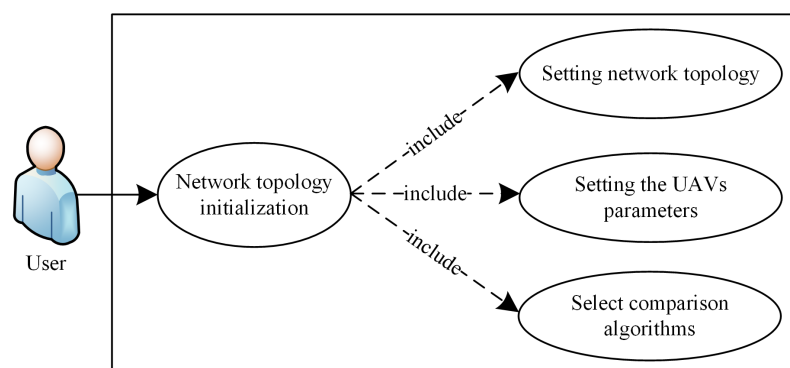 Setting network topology
include
User
Network topology
initialization
include
Setting the UAVs
parameters
include
Select comparison
algorithms